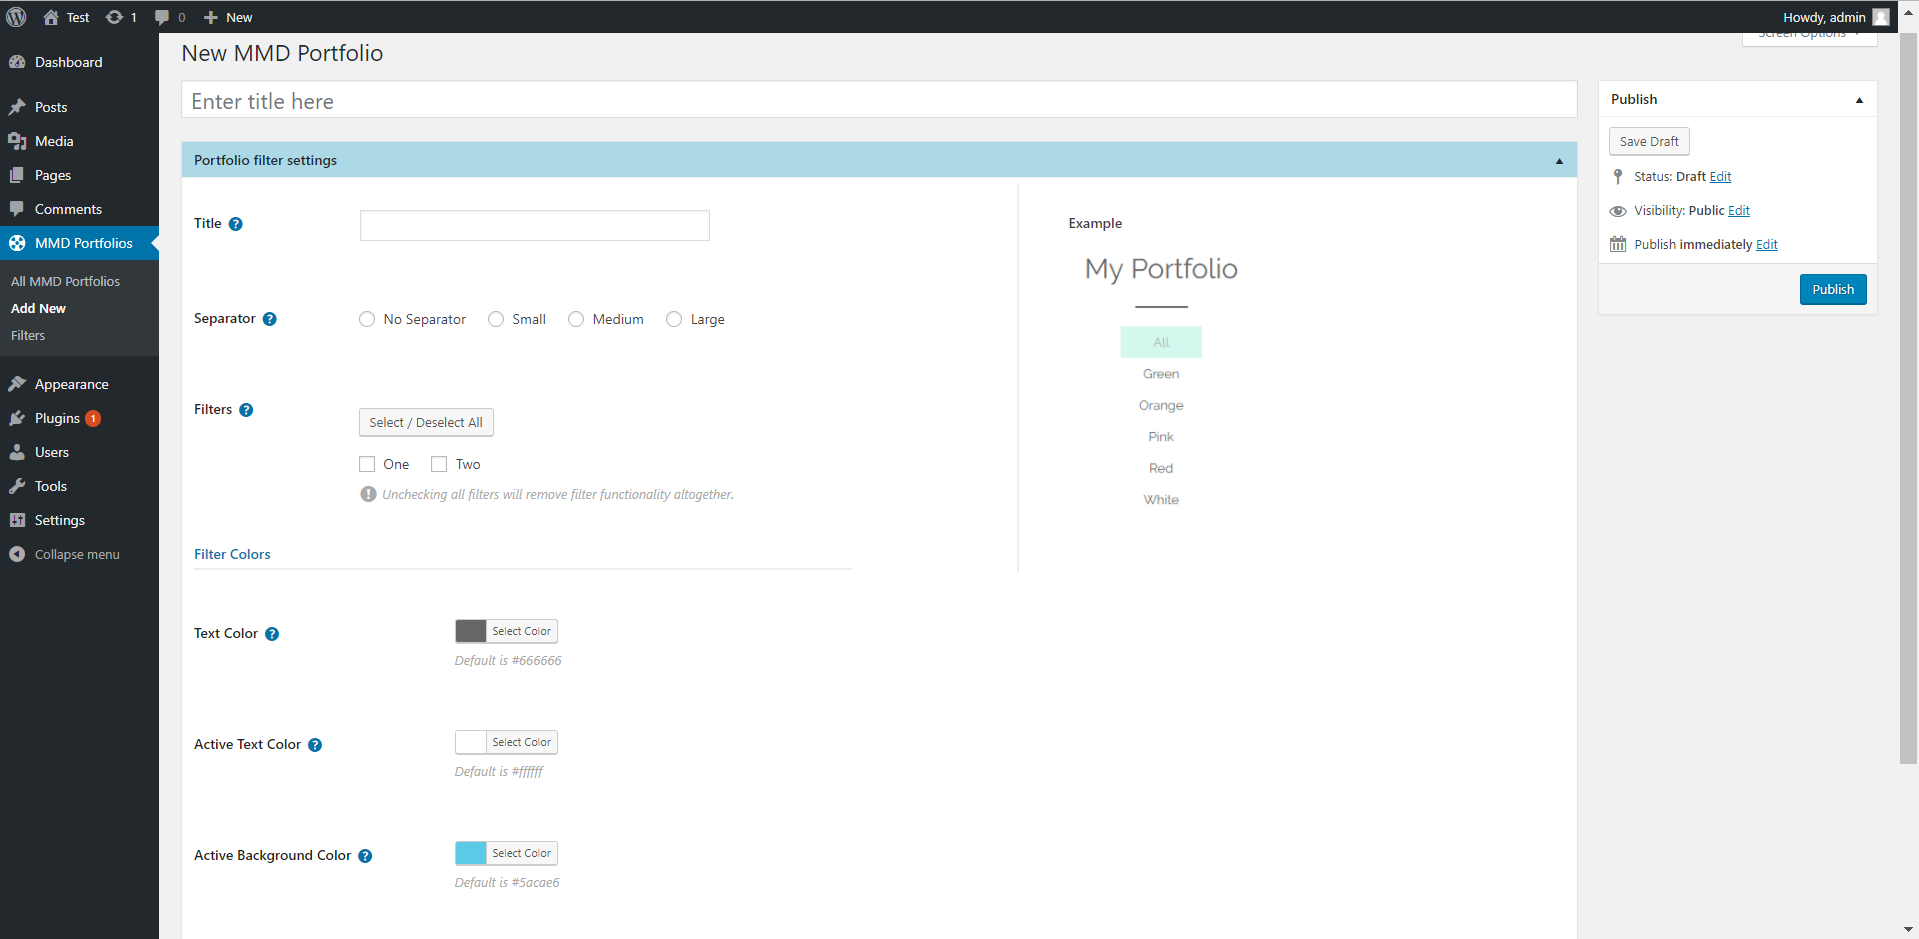 Test 1 0 New Howdy, admin
Screen Options
Dashboard
Posts
Media
Pages
Comments
MMD Portfolios
All MMD Portfolios
Add New
Filters
Appearance
Plugins 1
Users
Tools
Settings
Collapse menu
New MMD Portfolio
Enter title here
Portfolio filter settings
Title ?
Separator ?
No Separator Small Medium Large
Filters ?
Select / Deselect All
One Two
! Unchecking all filters will remove filter functionality altogether.
Filter Colors
Text Color ?
Select Color
Default is #666666
Active Text Color ?
Select Color
Default is #ffffff
Active Background Color ?
Select Color
Default is #5acae6
Example
My Portfolio
All
Green
Orange
Pink
Red
White
Publish
Save Draft
Status: Draft Edit
Visibility: Public Edit
Publish immediately Edit
Publish